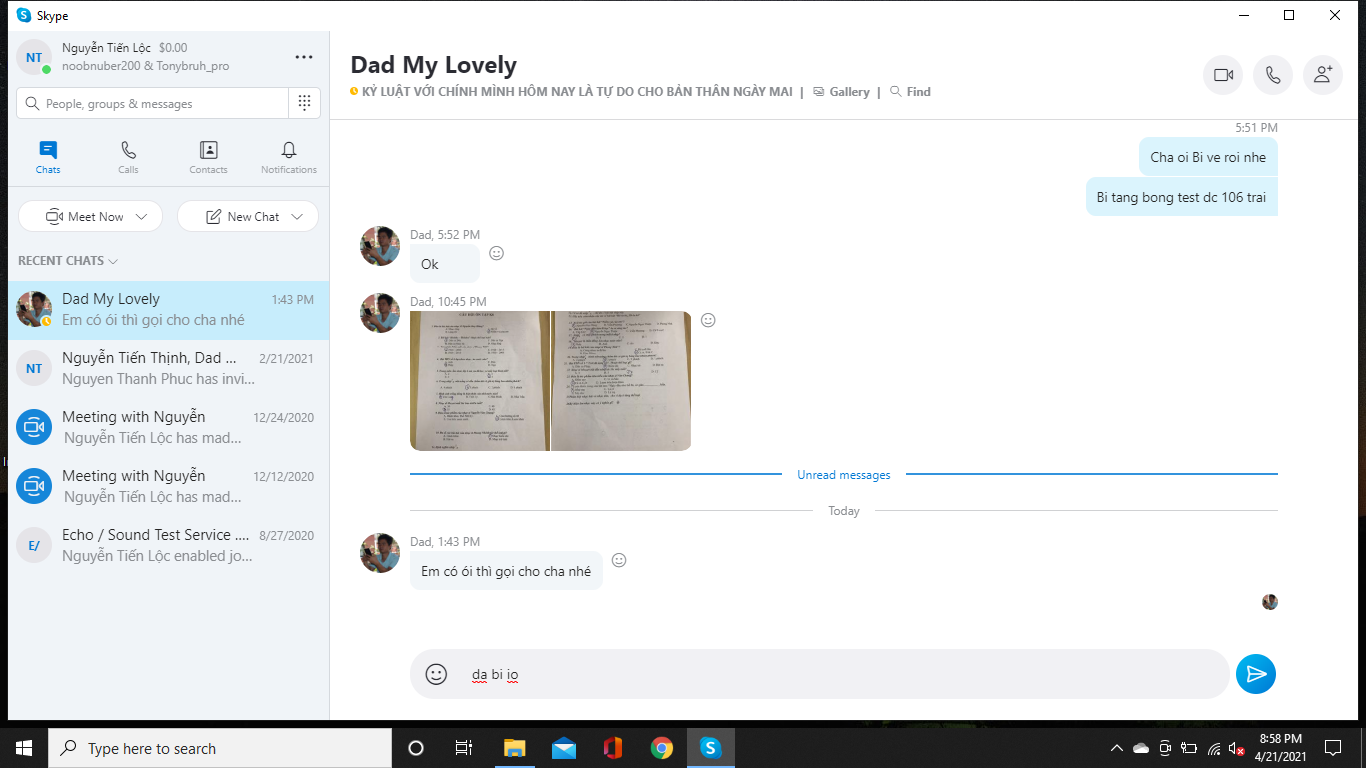 Skype
NT
Nguyễn Tiến Lộc $0.00
noobnuber200 & Tonybruh_pro
People, groups & messages
Chats
Calls
Contacts
Notifications
Meet Now
New Chat
RECENT CHATS
Dad My Lovely 1:43 PM
Em có ói thì gọi cho cha nhé
NT
Nguyễn Tiến Thịnh, Dad ... 2/21/2021
Nguyen Thanh Phuc has invi...
Meeting with Nguyễn 12/24/2020
Nguyễn Tiến Lộc has mad...
Meeting with Nguyễn 12/12/2020
Nguyễn Tiến Lộc has mad...
E/
Echo / Sound Test Service .... 8/27/2020
Nguyễn Tiến Lộc enabled jo...
Dad My Lovely
KỶ LUẬT VỚI CHÍNH MÌNH HÔM NAY LÀ TỰ DO CHO BẢN THÂN NGÀY MAI | Gallery | Find
5:51 PM
Cha oi Bi ve roi nhe
Bi tang bong test dc 106 trai
Dad, 5:52 PM
Ok
Dad, 10:45 PM
Unread messages
Today
Dad, 1:43 PM
Em có ói thì gọi cho cha nhé
da bi io
Type here to search
8:58 PM
4/21/2021